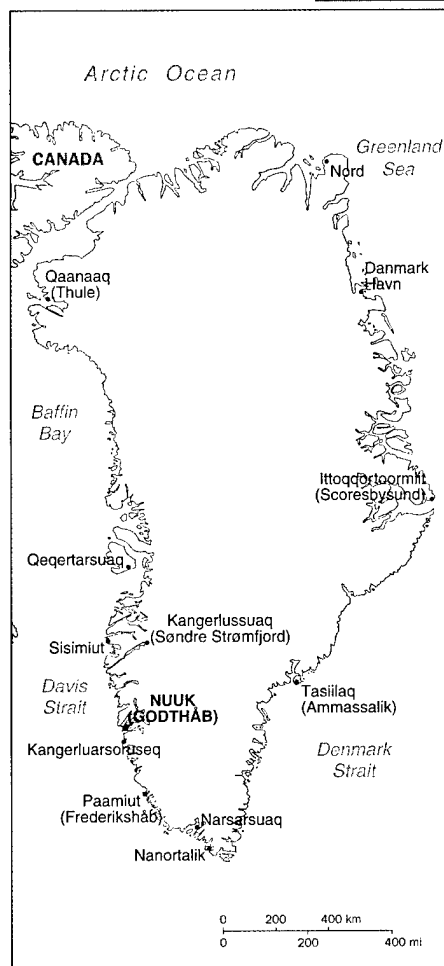 Arctic Ocean
CANADA
Greenland
Sea
Nord
Qaanaaq
(Thule)
Danmark
Havn
Baffin
Bay
Ittoqqortoormiit
(Scoresbysund)
Qeqertarsuaq
Kangerlussuaq
(Søndre Strømfjord)
Sisimiut
Davis
Strait
NUUK
(GODTHÅB)
Tasiilaq
(Ammassalik)
Kangerluarsoruseq
Denmark
Strait
Paamiut
(Frederikshåb)
Narsarsuaq
Nanortalik
0 200 400 km
0 200 400 mi